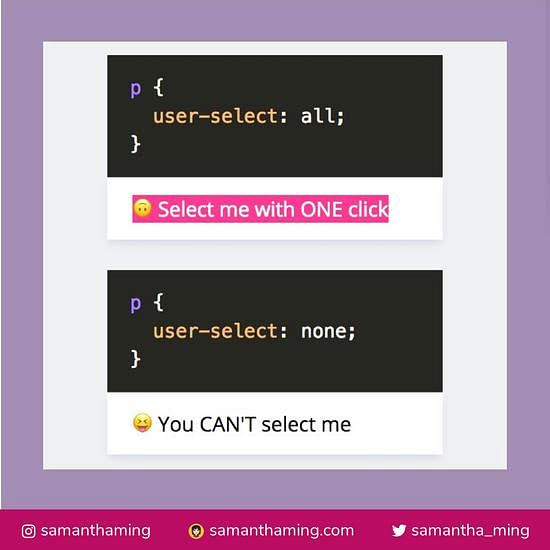 p {
  user-select: all;
}
🙃 Select me with ONE click
p {
  user-select: none;
}
😝 You CAN'T select me
samanthaming samanthaming.com samantha_ming